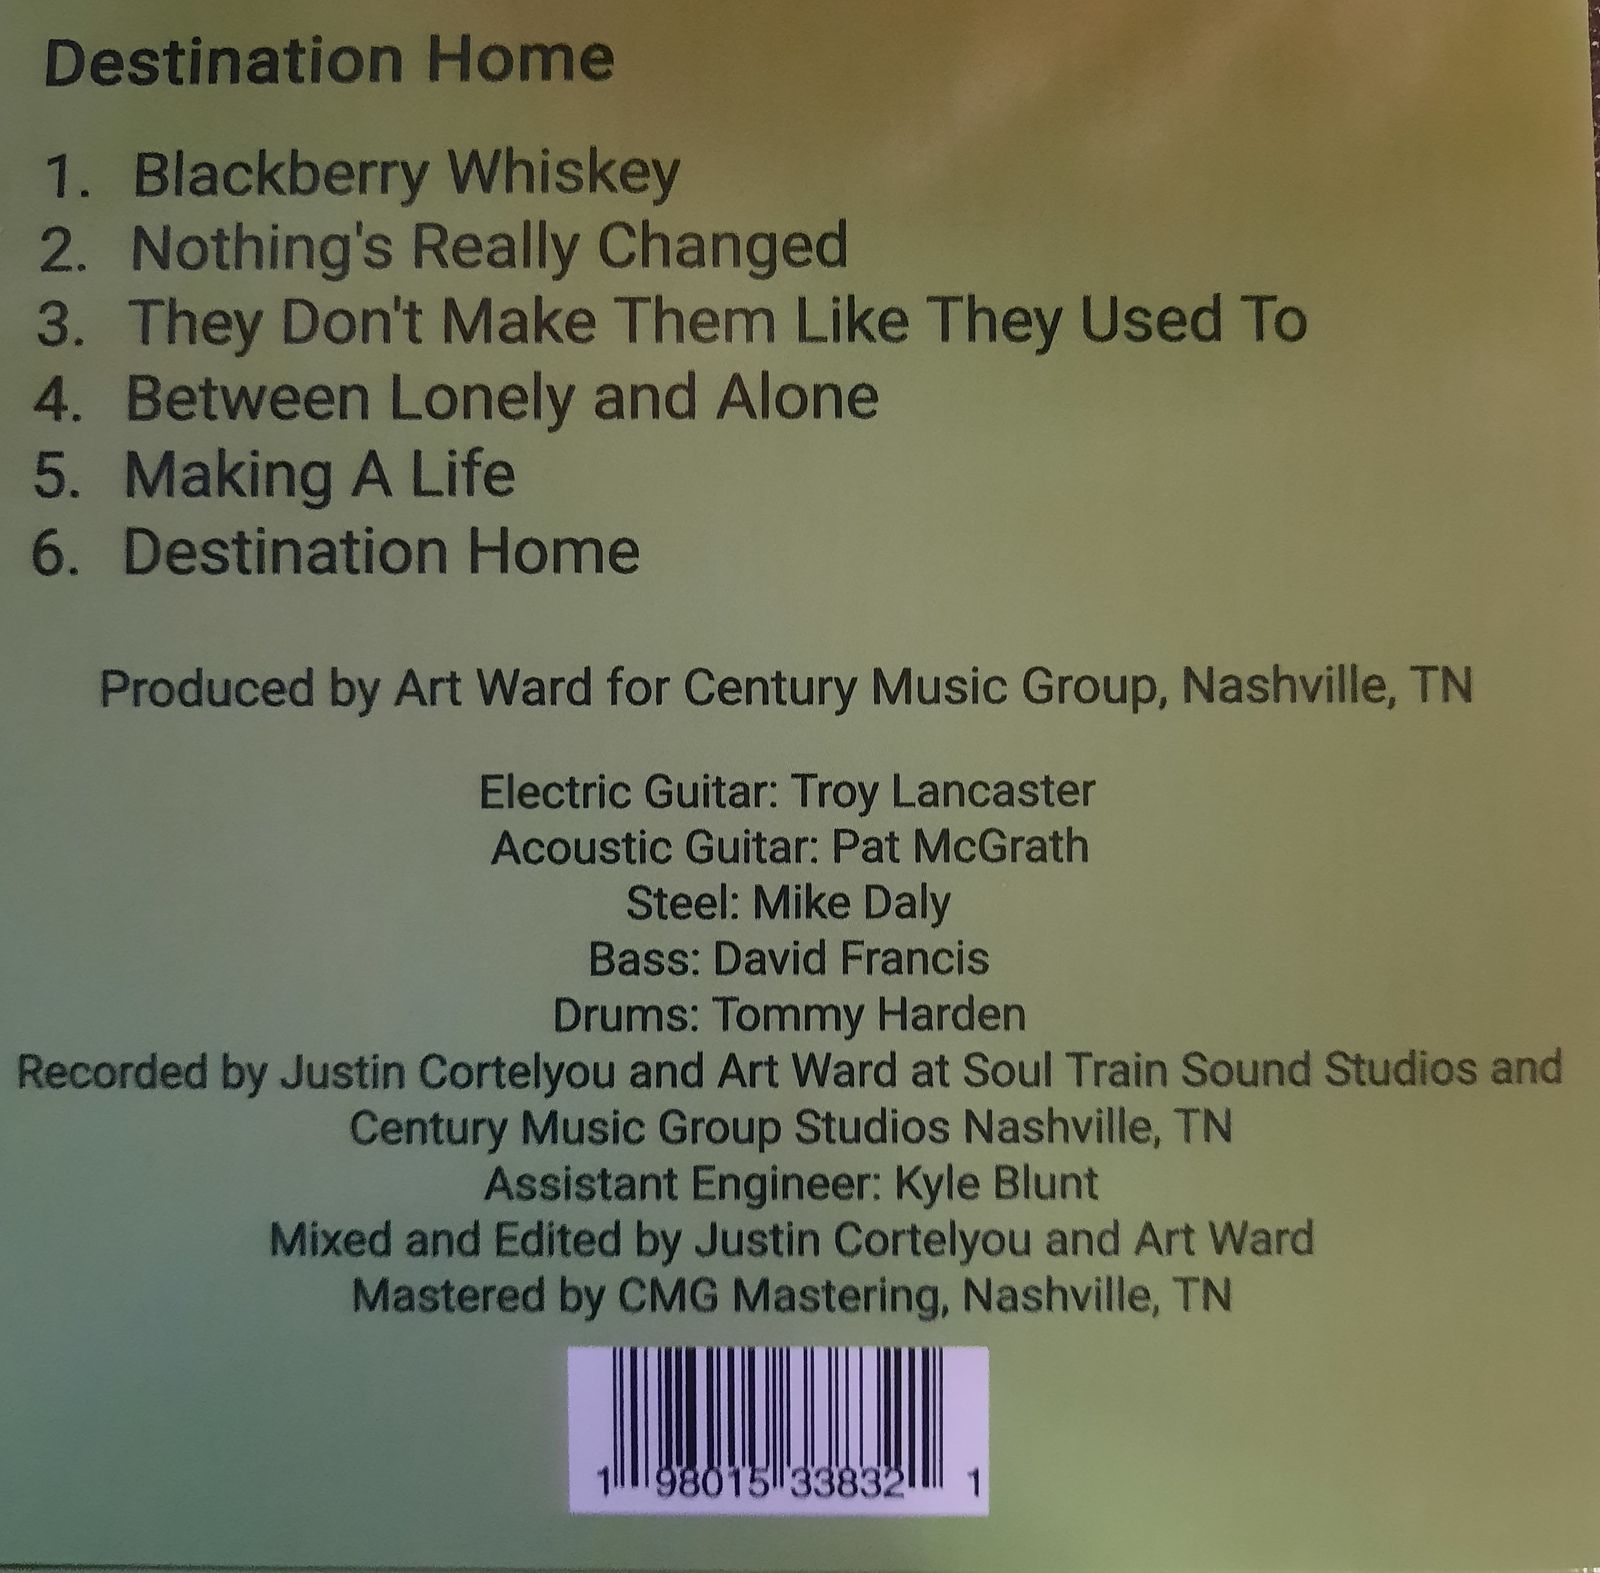 Destination Home
1. Blackberry Whiskey
2. Nothing's Really Changed
3. They Don't Make Them Like They Used To
4. Between Lonely and Alone
5. Making A Life
6. Destination Home
Produced by Art Ward for Century Music Group, Nashville, TN
Electric Guitar: Troy Lancaster
Acoustic Guitar: Pat McGrath
Steel: Mike Daly
Bass: David Francis
Drums: Tommy Harden
Recorded by Justin Cortelyou and Art Ward at Soul Train Sound Studios and
Century Music Group Studios Nashville, TN
Assistant Engineer: Kyle Blunt
Mixed and Edited by Justin Cortelyou and Art Ward
Mastered by CMG Mastering, Nashville, TN
1 98015 33832 1